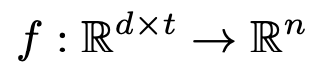 f : ℝ^{d×t} → ℝ^n